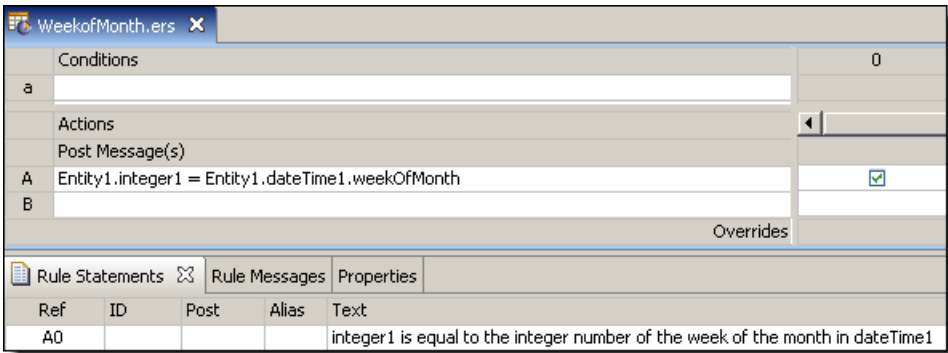 WeekofMonth.ers
Conditions 0
a
Actions
Post Message(s)
A Entity1.integer1 = Entity1.dateTime1.weekOfMonth
B
Overrides
Rule Statements Rule Messages Properties
Ref ID Post Alias Text
A0 integer1 is equal to the integer number of the week of the month in dateTime1